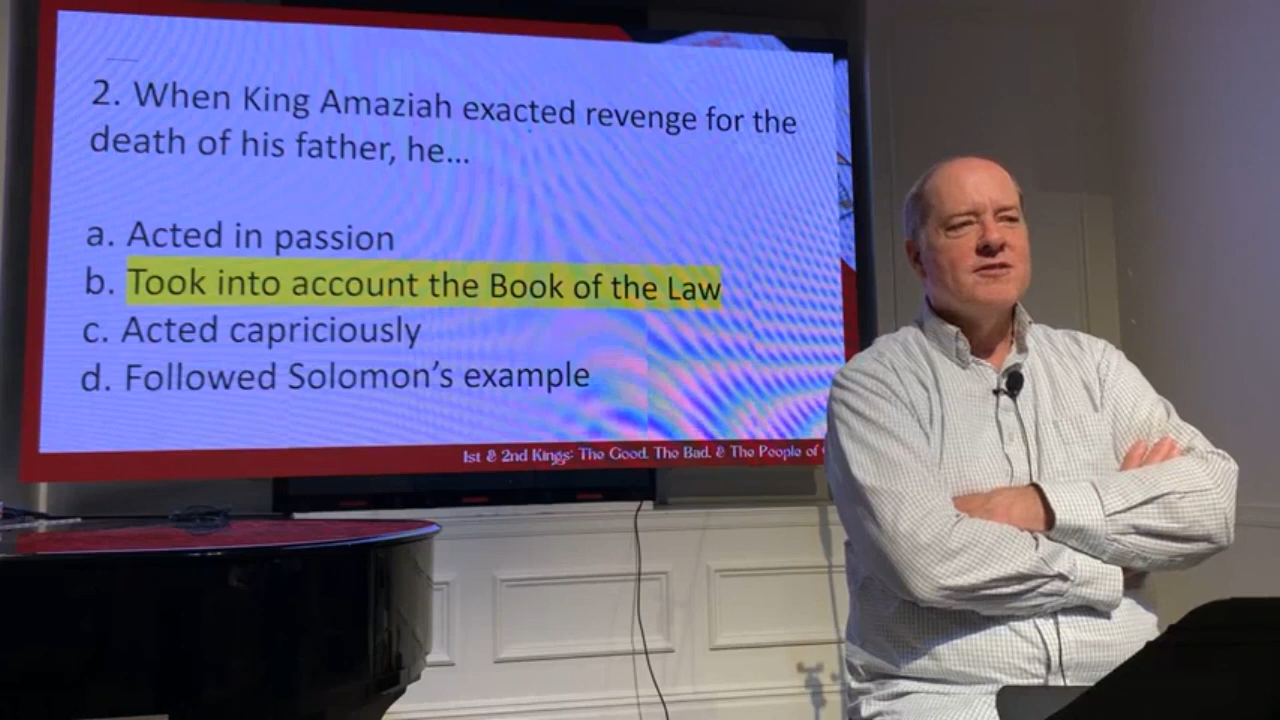 2. When King Amaziah exacted revenge for the
death of his father, he...
a. Acted in passion
b. Took into account the Book of the Law
c. Acted capriciously
d. Followed Solomon's example
1st & 2nd Kings: The Good, The Bad, & The People of